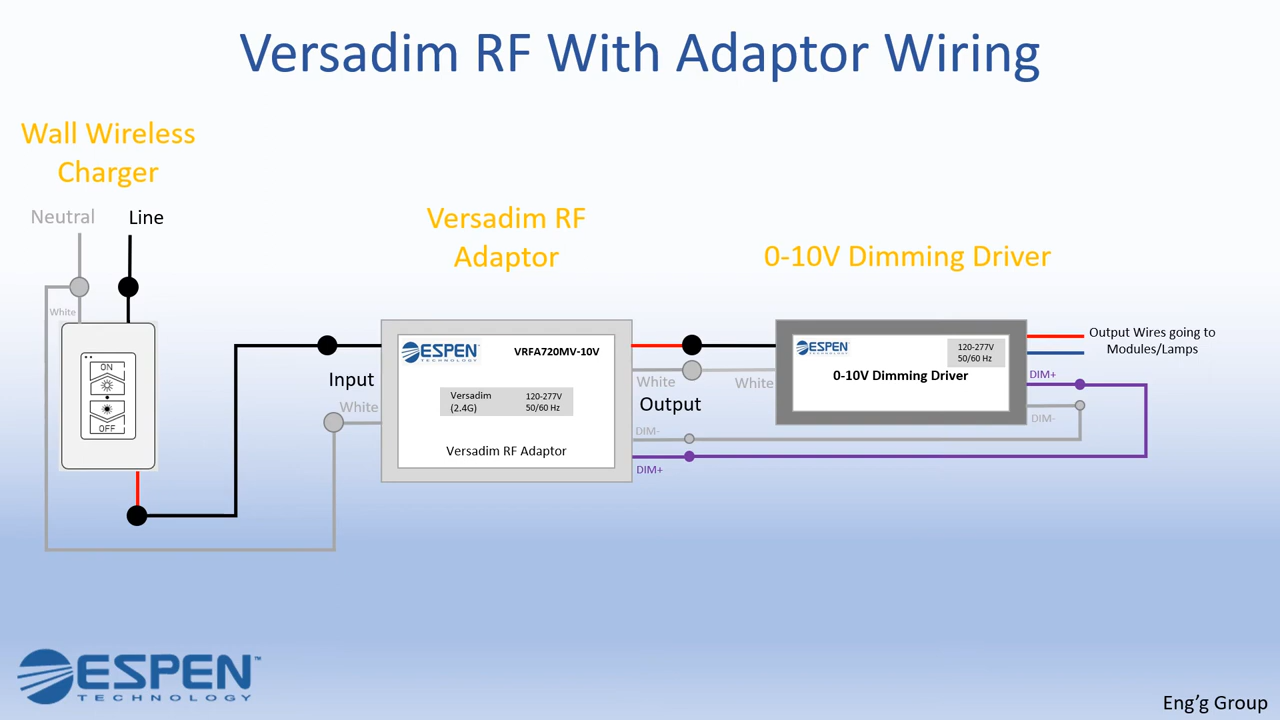 Versadim RF With Adaptor Wiring
Wall Wireless
Charger
Neutral
Line
White
ON
OFF
Versadim RF
Adaptor
Input
White
ESPEN
TECHNOLOGY
VRFA720MV-10V
Versadim
(2.4G)
120-277V
50/60 Hz
Versadim RF Adaptor
White
Output
DIM-
DIM+
White
0-10V Dimming Driver
ESPEN
TECHNOLOGY
120-277V
50/60 Hz
0-10V Dimming Driver
Output Wires going to
Modules/Lamps
DIM+
DIM-
ESPEN™
TECHNOLOGY
Eng’g Group